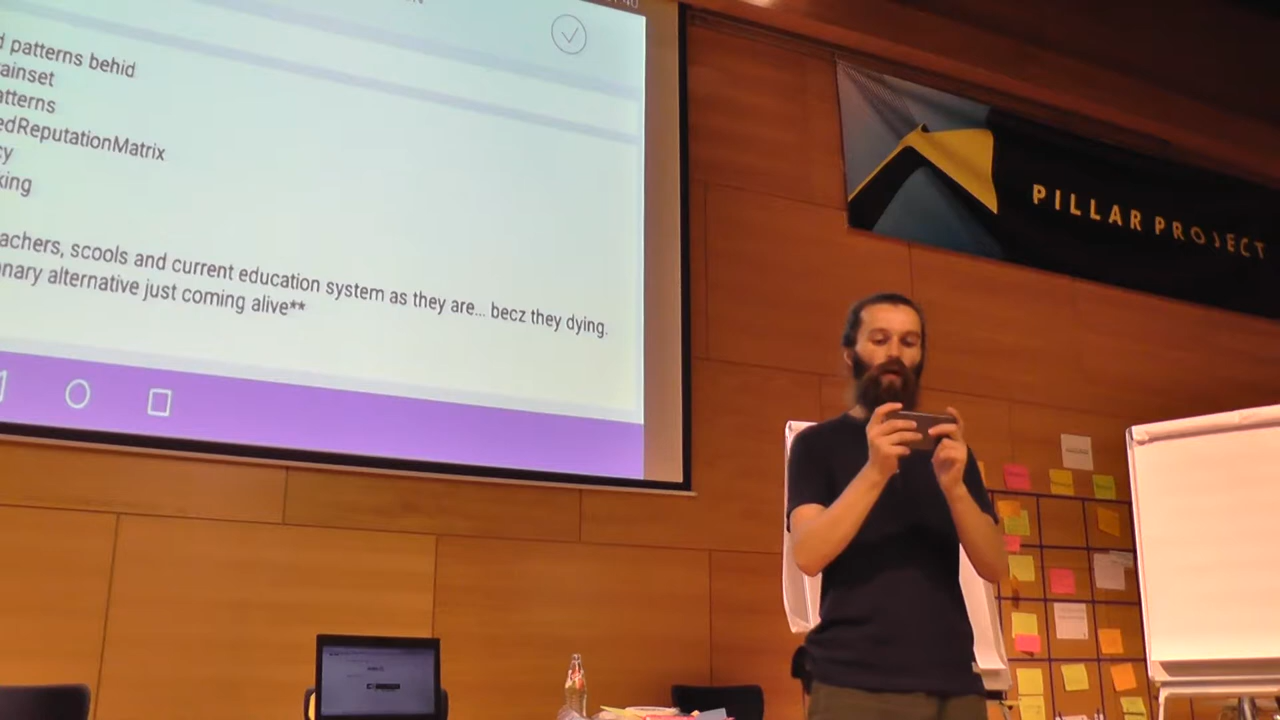 patterns behid
ainset
atterns
edReputationMatrix
cy
king
achers, scools and current education system as they are... becz they dying.
nary alternative just coming alive**
PILLAR PROJECT